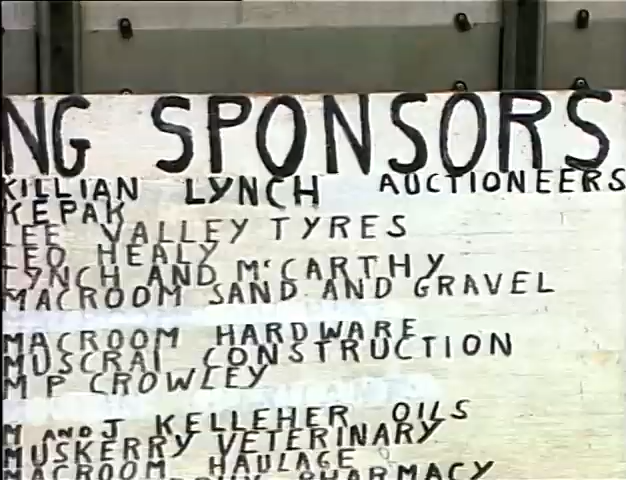 NG SPONSORS
KILLIAN LYNCH AUCTIONEERS
KEPAK
LEE VALLEY TYRES
LEO HEALY
LYNCH AND McCARTHY
MACROOM SAND AND GRAVEL
MACROOM HARDWARE
MUSCRAI CONSTRUCTION
M P CROWLEY
M AND J KELLEHER OILS
MUSKERRY VETERINARY
MACROOM HAULAGE
PHARMACY